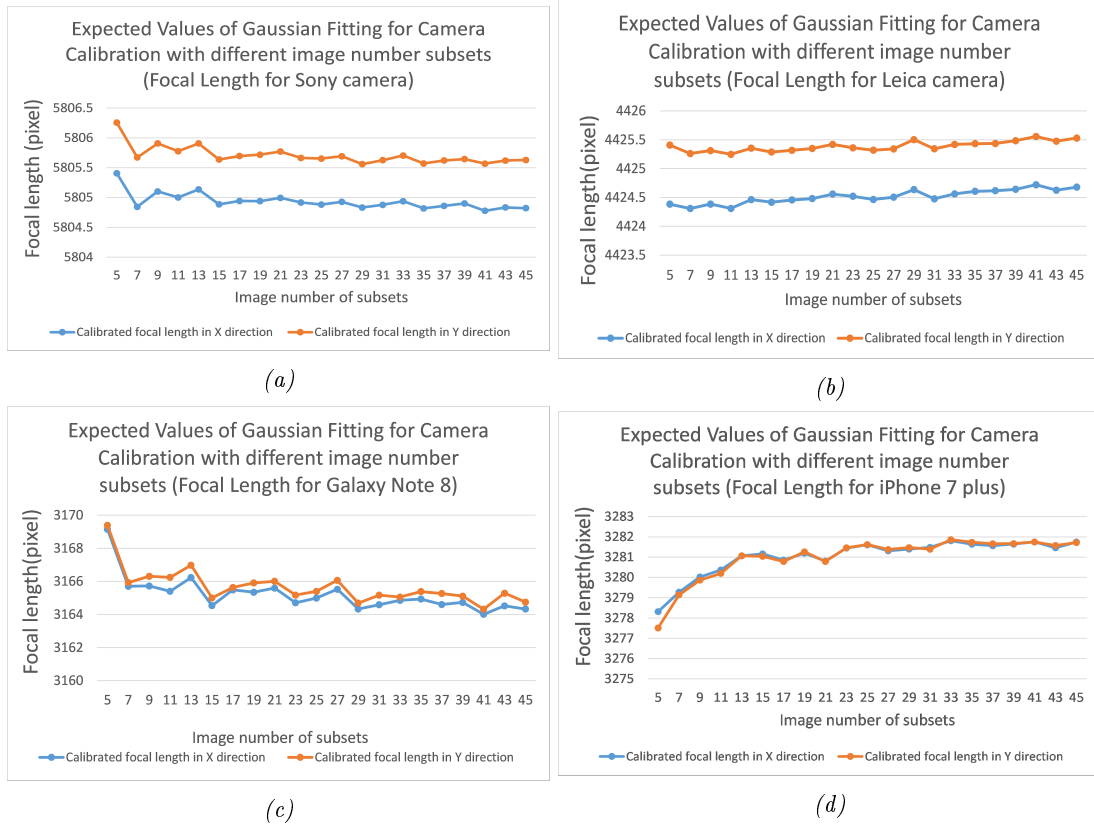 Expected Values of Gaussian Fitting for Camera
Calibration with different image number subsets
(Focal Length for Sony camera)
Focal length (pixel)
5806.5
5806
5805.5
5805
5804.5
5804
5 7 9 11 13 15 17 19 21 23 25 27 29 31 33 35 37 39 41 43 45
Image number of subsets
Calibrated focal length in X direction Calibrated focal length in Y direction
(a)
Expected Values of Gaussian Fitting for Camera
Calibration with different image number
subsets (Focal Length for Leica camera)
Focal length(pixel)
4426
4425.5
4425
4424.5
4424
4423.5
5 7 9 11 13 15 17 19 21 23 25 27 29 31 33 35 37 39 41 43 45
Image number of subsets
Calibrated focal length in X direction Calibrated focal length in Y direction
(b)
Expected Values of Gaussian Fitting for Camera
Calibration with different image number
subsets (Focal Length for Galaxy Note 8)
Focal length(pixel)
3170
3168
3166
3164
3162
3160
5 7 9 11 13 15 17 19 21 23 25 27 29 31 33 35 37 39 41 43 45
Image number of subsets
Calibrated focal length in X direction Calibrated focal length in Y direction
(c)
Expected Values of Gaussian Fitting for Camera
Calibration with different image number
subsets (Focal Length for iPhone 7 plus)
Focal length(pixel)
3283
3282
3281
3280
3279
3278
3277
3276
3275
5 7 9 11 13 15 17 19 21 23 25 27 29 31 33 35 37 39 41 43 45
Image number of subsets
Calibrated focal length in X direction Calibrated focal length in Y direction
(d)